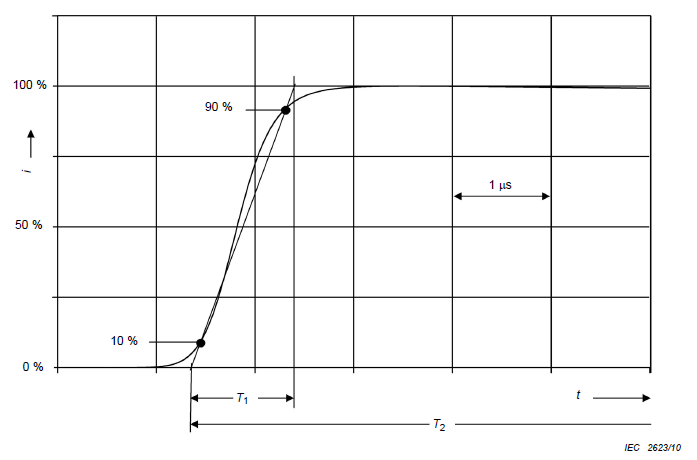 100 %
90 %
i
1 μs
50 %
10 %
0 %
T1
t
T2
IEC 2623/10